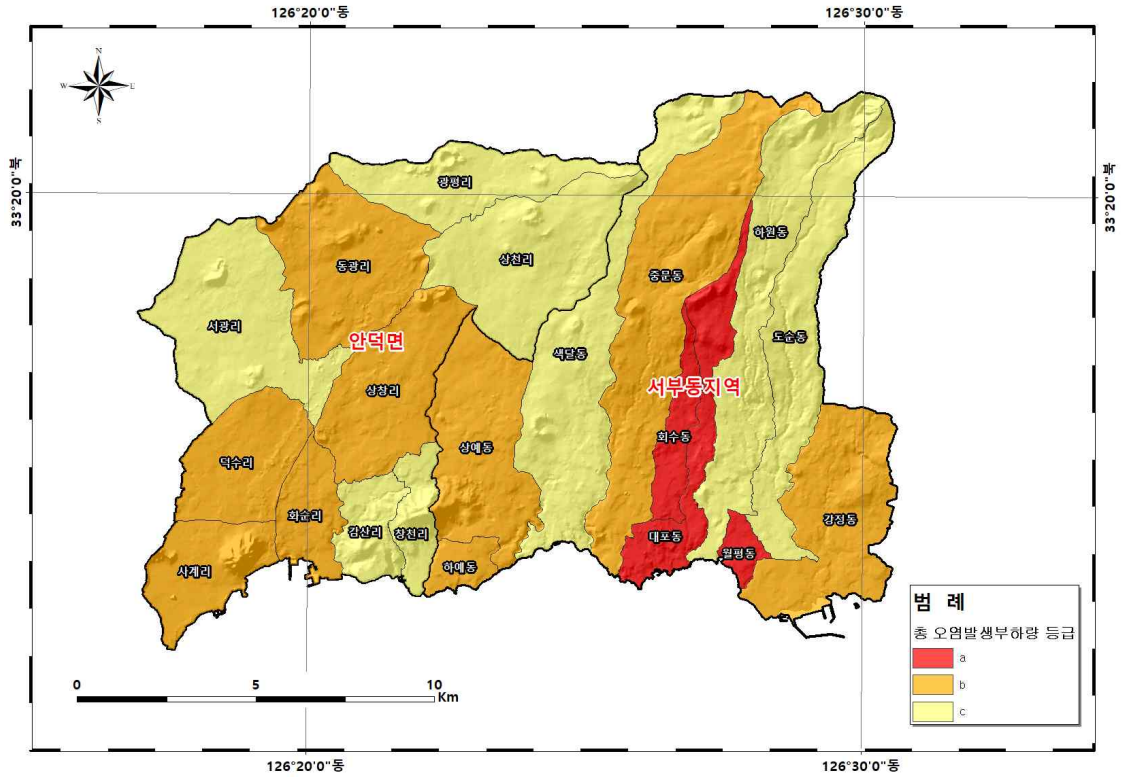 126°20'0"동 126°30'0"동
N
W E
S
33°20'0"북
33°20'0"북
광평리
하원동
상천리
동광리
중문동
서광리
도순동
안덕면
색달동
상창리
서부동지역
회수동
상예동
덕수리
화순리
강정동
감산리
창천리
대포동
월평동
하예동
사계리
범 례
총 오염발생부하량 등급
a
b
c
0 5 10
Km
126°20'0"동 126°30'0"동